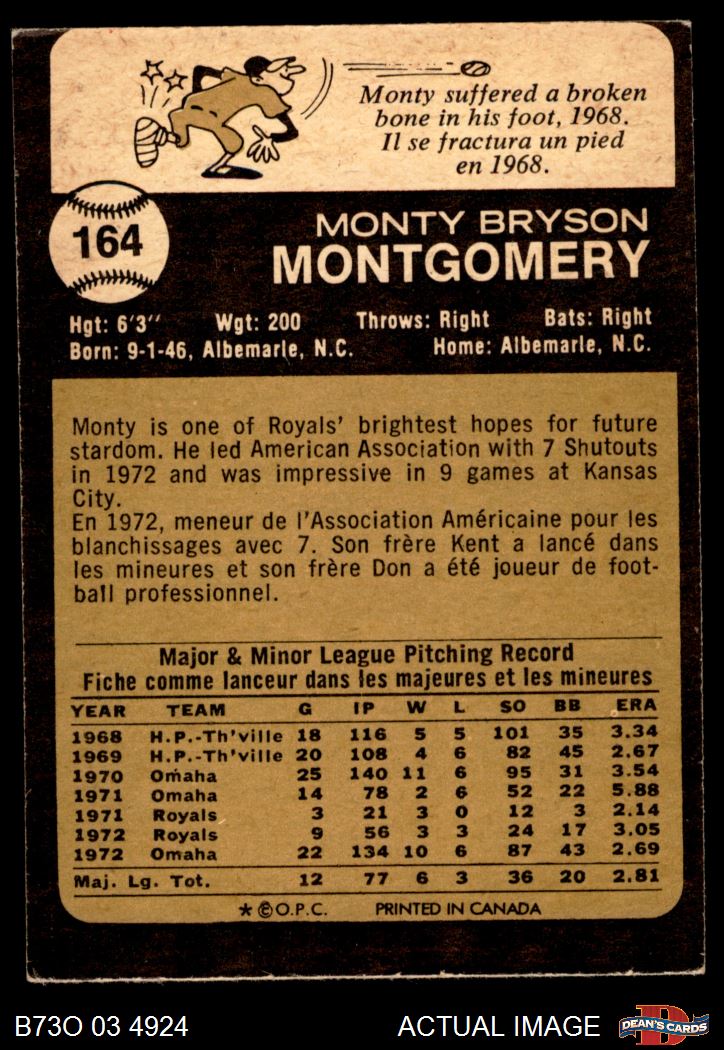 Monty suffered a broken
bone in his foot, 1968.
Il se fractura un pied
en 1968.
164
MONTY BRYSON
MONTGOMERY
Hgt: 6'3" Wgt: 200 Throws: Right Bats: Right
Born: 9-1-46, Albemarle, N.C. Home: Albemarle, N.C.
Monty is one of Royals' brightest hopes for future
stardom. He led American Association with 7 Shutouts
in 1972 and was impressive in 9 games at Kansas
City.
En 1972, meneur de l'Association Américaine pour les
blanchissages avec 7. Son frère Kent a lancé dans
les mineures et son frère Don a été joueur de foot-
ball professionnel.
Major & Minor League Pitching Record
Fiche comme lanceur dans les majeures et les mineures
YEAR TEAM G IP W L SO BB ERA
1968 H.P.-Th'ville 18 116 5 5 101 35 3.34
1969 H.P.-Th'ville 20 108 4 6 82 45 2.67
1970 Omaha 25 140 11 6 95 31 3.54
1971 Omaha 14 78 2 6 52 22 5.88
1971 Royals 3 21 3 0 12 3 2.14
1972 Royals 9 56 3 3 24 17 3.05
1972 Omaha 22 134 10 6 87 43 2.69
Maj. Lg. Tot. 12 77 6 3 36 20 2.81
* ©O.P.C. PRINTED IN CANADA
B73O 03 4924 ACTUAL IMAGE DEAN'S CARDS